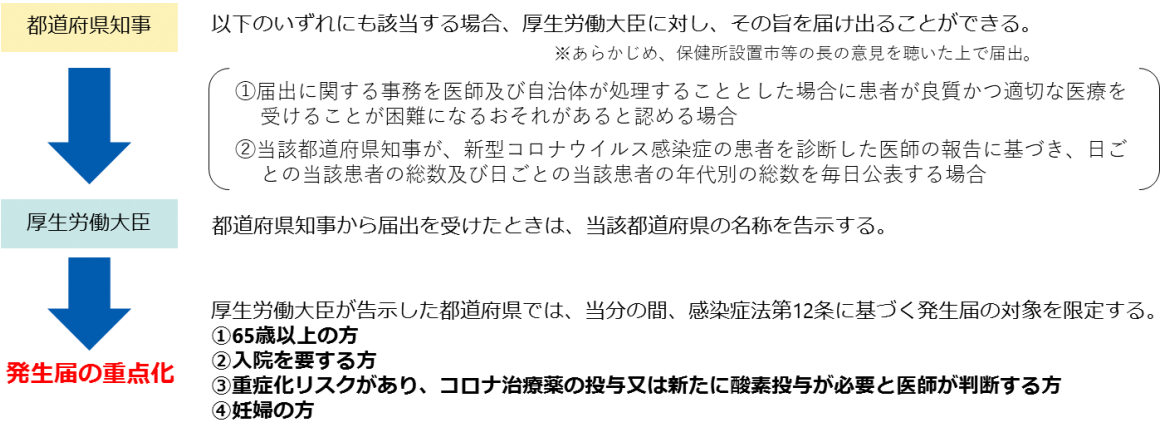 都道府県知事
以下のいずれにも該当する場合、厚生労働大臣に対し、その旨を届け出ることができる。
※あらかじめ、保健所設置市等の長の意見を聴いた上で届出。
①届出に関する事務を医師及び自治体が処理することとした場合に患者が良質かつ適切な医療を
受けることが困難になるおそれがあると認める場合
②当該都道府県知事が、新型コロナウイルス感染症の患者を診断した医師の報告に基づき、日ご
との当該患者の総数及び日ごとの当該患者の年代別の総数を毎日公表する場合
厚生労働大臣
都道府県知事から届出を受けたときは、当該都道府県の名称を告示する。
厚生労働大臣が告示した都道府県では、当分の間、感染症法第12条に基づく発生届の対象を限定する。
①65歳以上の方
②入院を要する方
発生届の重点化
③重症化リスクがあり、コロナ治療薬の投与又は新たに酸素投与が必要と医師が判断する方
④妊婦の方